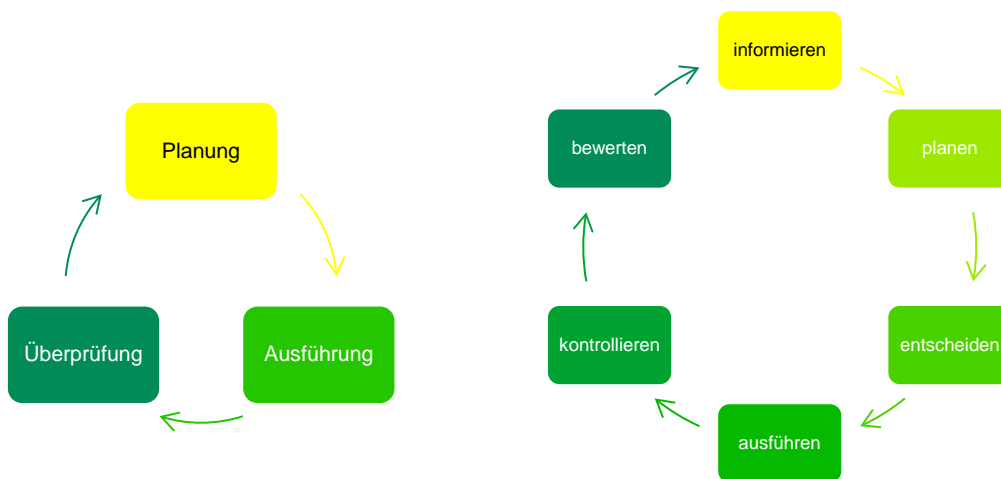 Planung
Ausführung
Überprüfung
informieren
planen
entscheiden
ausführen
kontrollieren
bewerten